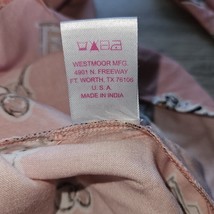 WESTMOOR MFG.
4901 N. FREEWAY
FT. WORTH, TX 76106
U. S. A.
MADE IN INDIA